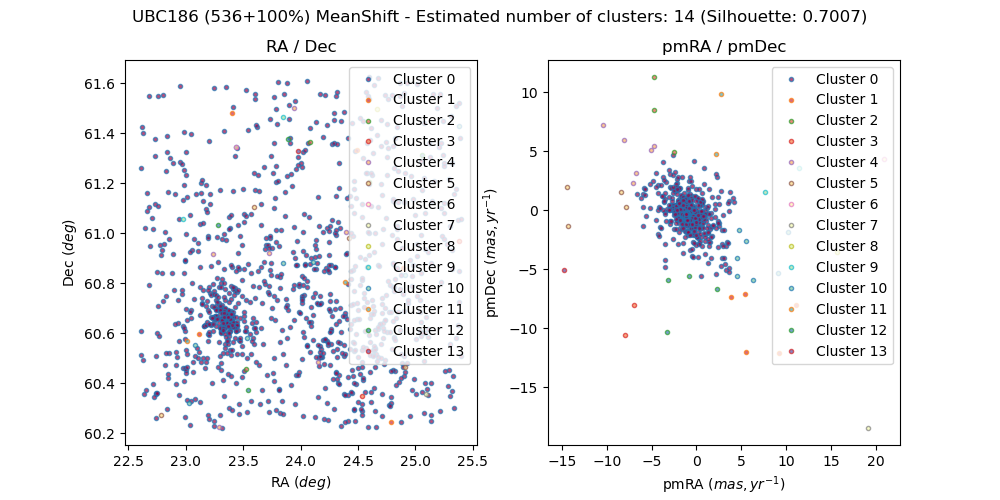 UBC186 (536+100%) MeanShift - Estimated number of clusters: 14 (Silhouette: 0.7007)
RA / Dec
61.6
61.4
61.2
61.0
60.8
60.6
60.4
60.2
Dec (deg)
22.5 23.0 23.5 24.0 24.5 25.0 25.5
RA (deg)
Cluster 0
Cluster 1
Cluster 2
Cluster 3
Cluster 4
Cluster 5
Cluster 6
Cluster 7
Cluster 8
Cluster 9
Cluster 10
Cluster 11
Cluster 12
Cluster 13
pmRA / pmDec
10
5
0
−5
−10
−15
pmDec (mas, yr⁻¹)
−15 −10 −5 0 5 10 15 20
pmRA (mas, yr⁻¹)
Cluster 0
Cluster 1
Cluster 2
Cluster 3
Cluster 4
Cluster 5
Cluster 6
Cluster 7
Cluster 8
Cluster 9
Cluster 10
Cluster 11
Cluster 12
Cluster 13